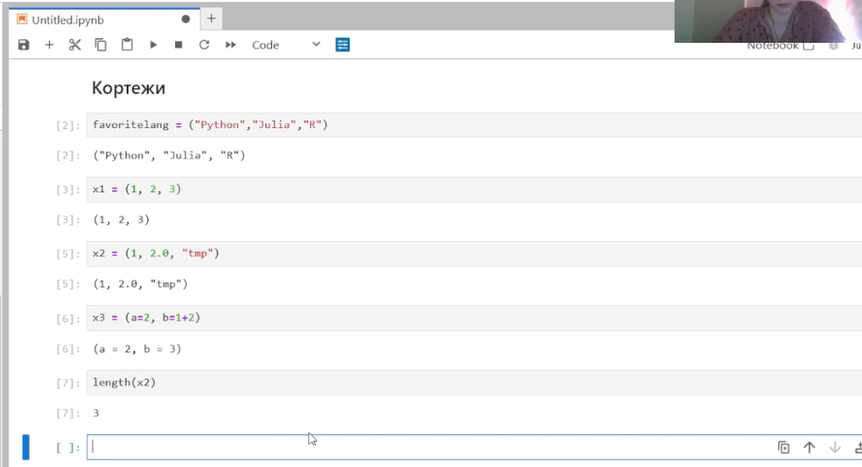 Untitled.ipynb
Code
Notebook
Кортежи
[2]: favoritelang = ("Python","Julia","R")
[2]: ("Python", "Julia", "R")
[3]: x1 = (1, 2, 3)
[3]: (1, 2, 3)
[5]: x2 = (1, 2.0, "tmp")
[5]: (1, 2.0, "tmp")
[6]: x3 = (a=2, b=1+2)
[6]: (a = 2, b = 3)
[7]: length(x2)
[7]: 3
[ ]: